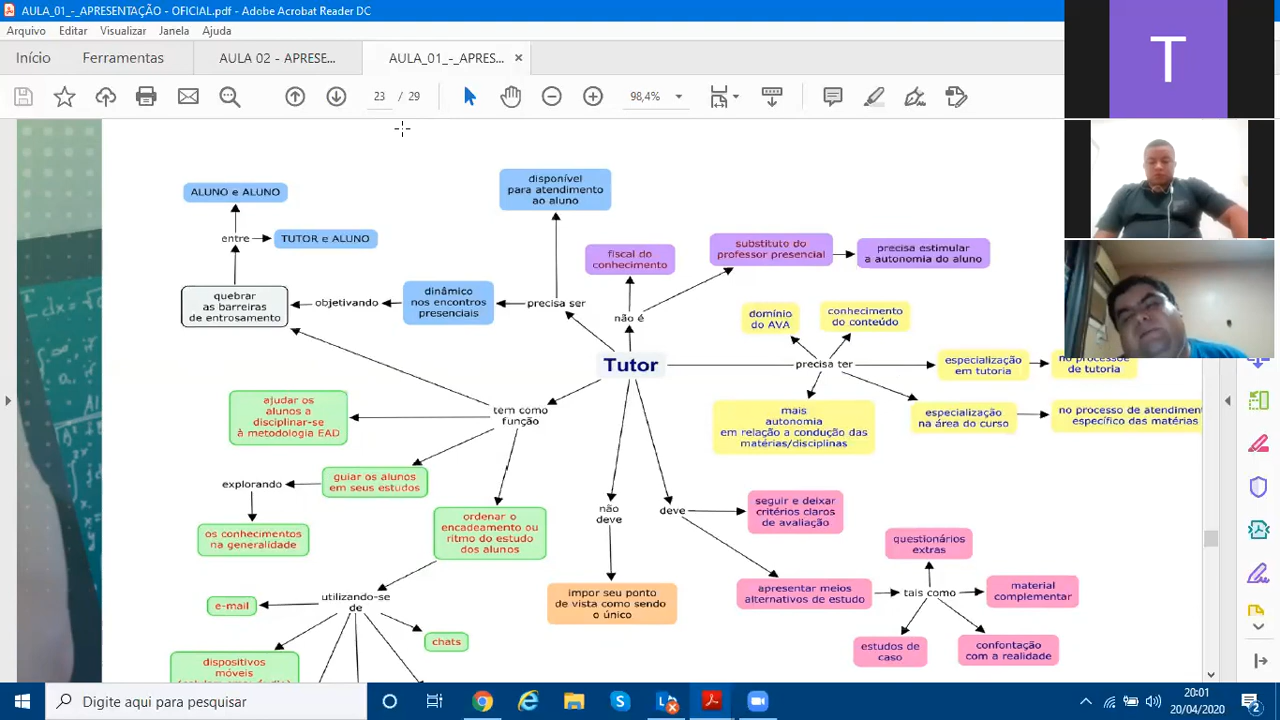 AULA_01_-_APRESENTAÇÃO - OFICIAL.pdf - Adobe Acrobat Reader DC
Arquivo Editar Visualizar Janela Ajuda
Início Ferramentas AULA 02 - APRESE... AULA_01_-_APRES... ×
23 / 29 98,4%
T
disponível
para atendimento
ao aluno
ALUNO e ALUNO
entre
TUTOR e ALUNO
fiscal do
conhecimento
substituto do
professor presencial
precisa estimular
a autonomia do aluno
quebrar
as barreiras
de entrosamento
objetivando
dinâmico
nos encontros
presenciais
precisa ser
não é
domínio
do AVA
conhecimento
do conteúdo
Tutor
precisa ter
especialização
em tutoria
no processo
de tutoria
tem como
função
ajudar os
alunos a
disciplinar-se
à metodologia EAD
mais
autonomia
em relação a condução das
matérias/disciplinas
especialização
na área do curso
no processo de atendiment
específico das matérias
explorando
guiar os alunos
em seus estudos
os conhecimentos
na generalidade
ordenar o
encadeamento ou
ritmo do estudo
dos alunos
não
deve
deve
seguir e deixar
critérios claros
de avaliação
questionários
extras
impor seu ponto
de vista como sendo
o único
apresentar meios
alternativos de estudo
tais como
material
complementar
estudos de
caso
confontação
com a realidade
utilizando-se
de
e-mail
chats
dispositivos
móveis
Digite aqui para pesquisar
20:01
20/04/2020
2